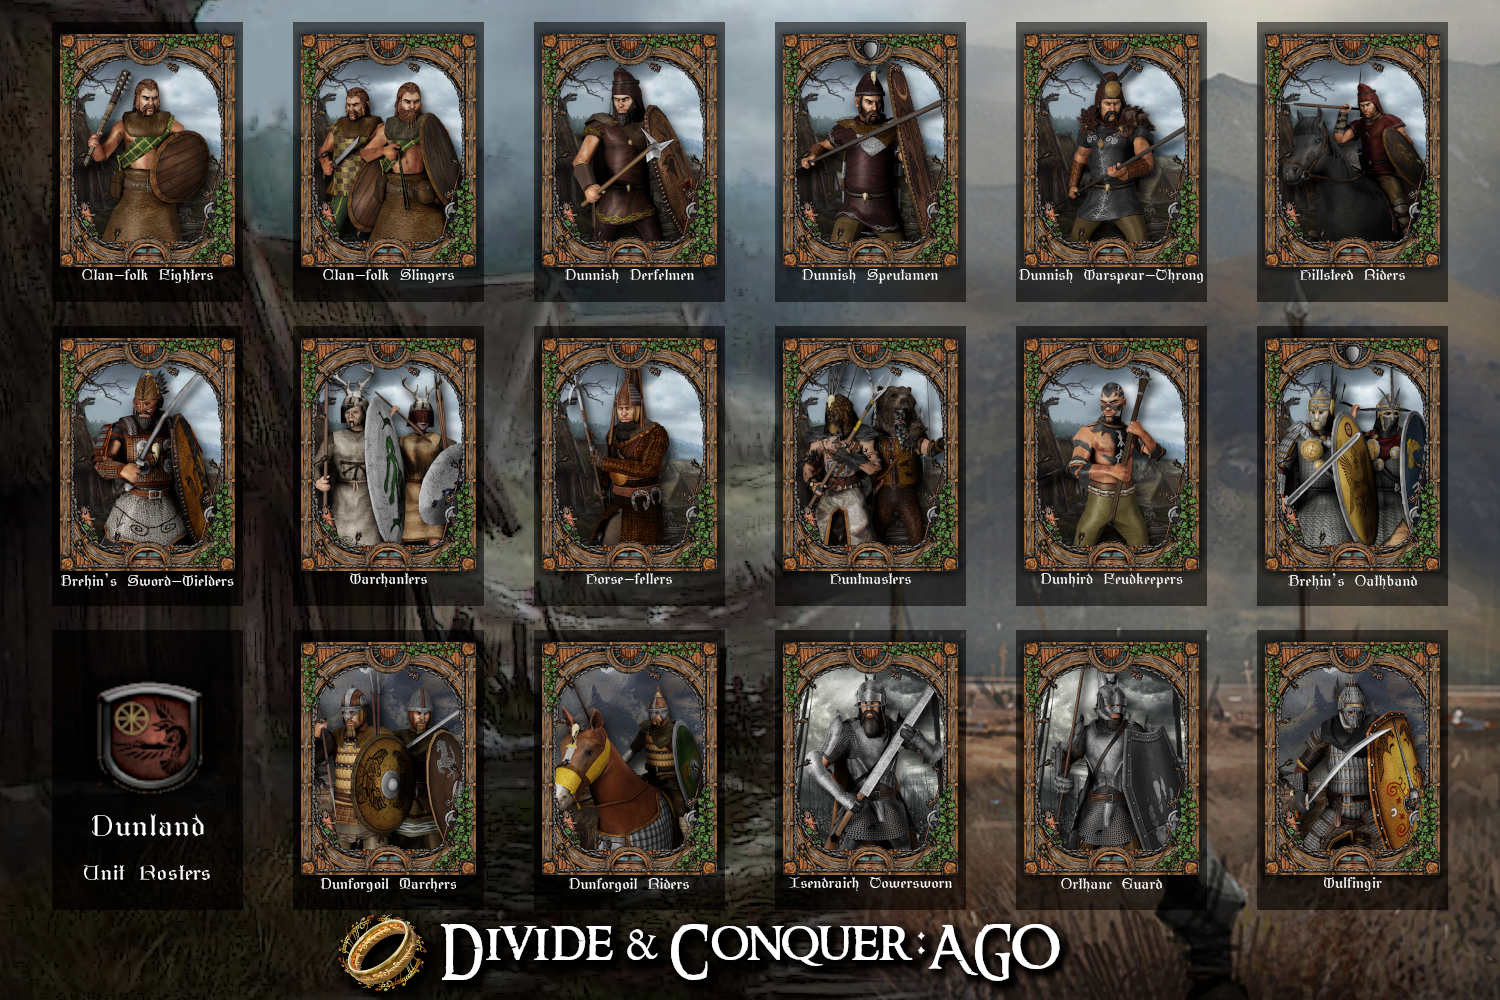 Clan-folk Fighters
Clan-folk Slingers
Dunnish Derfelmen
Dunnish Speutamen
Dunnish Warspear-Throng
Hillsteed Riders
Brehin's Sword-Wielders
Warchanters
Horse-fellers
Huntmasters
Dunhird Feudkeepers
Brehin's Oathband
Dunland
Unit Rosters
Dunforgoil Marchers
Dunforgoil Riders
Isendraich Towersworn
Orthanc Guard
Wulfingir
DIVIDE & CONQUER: AGO